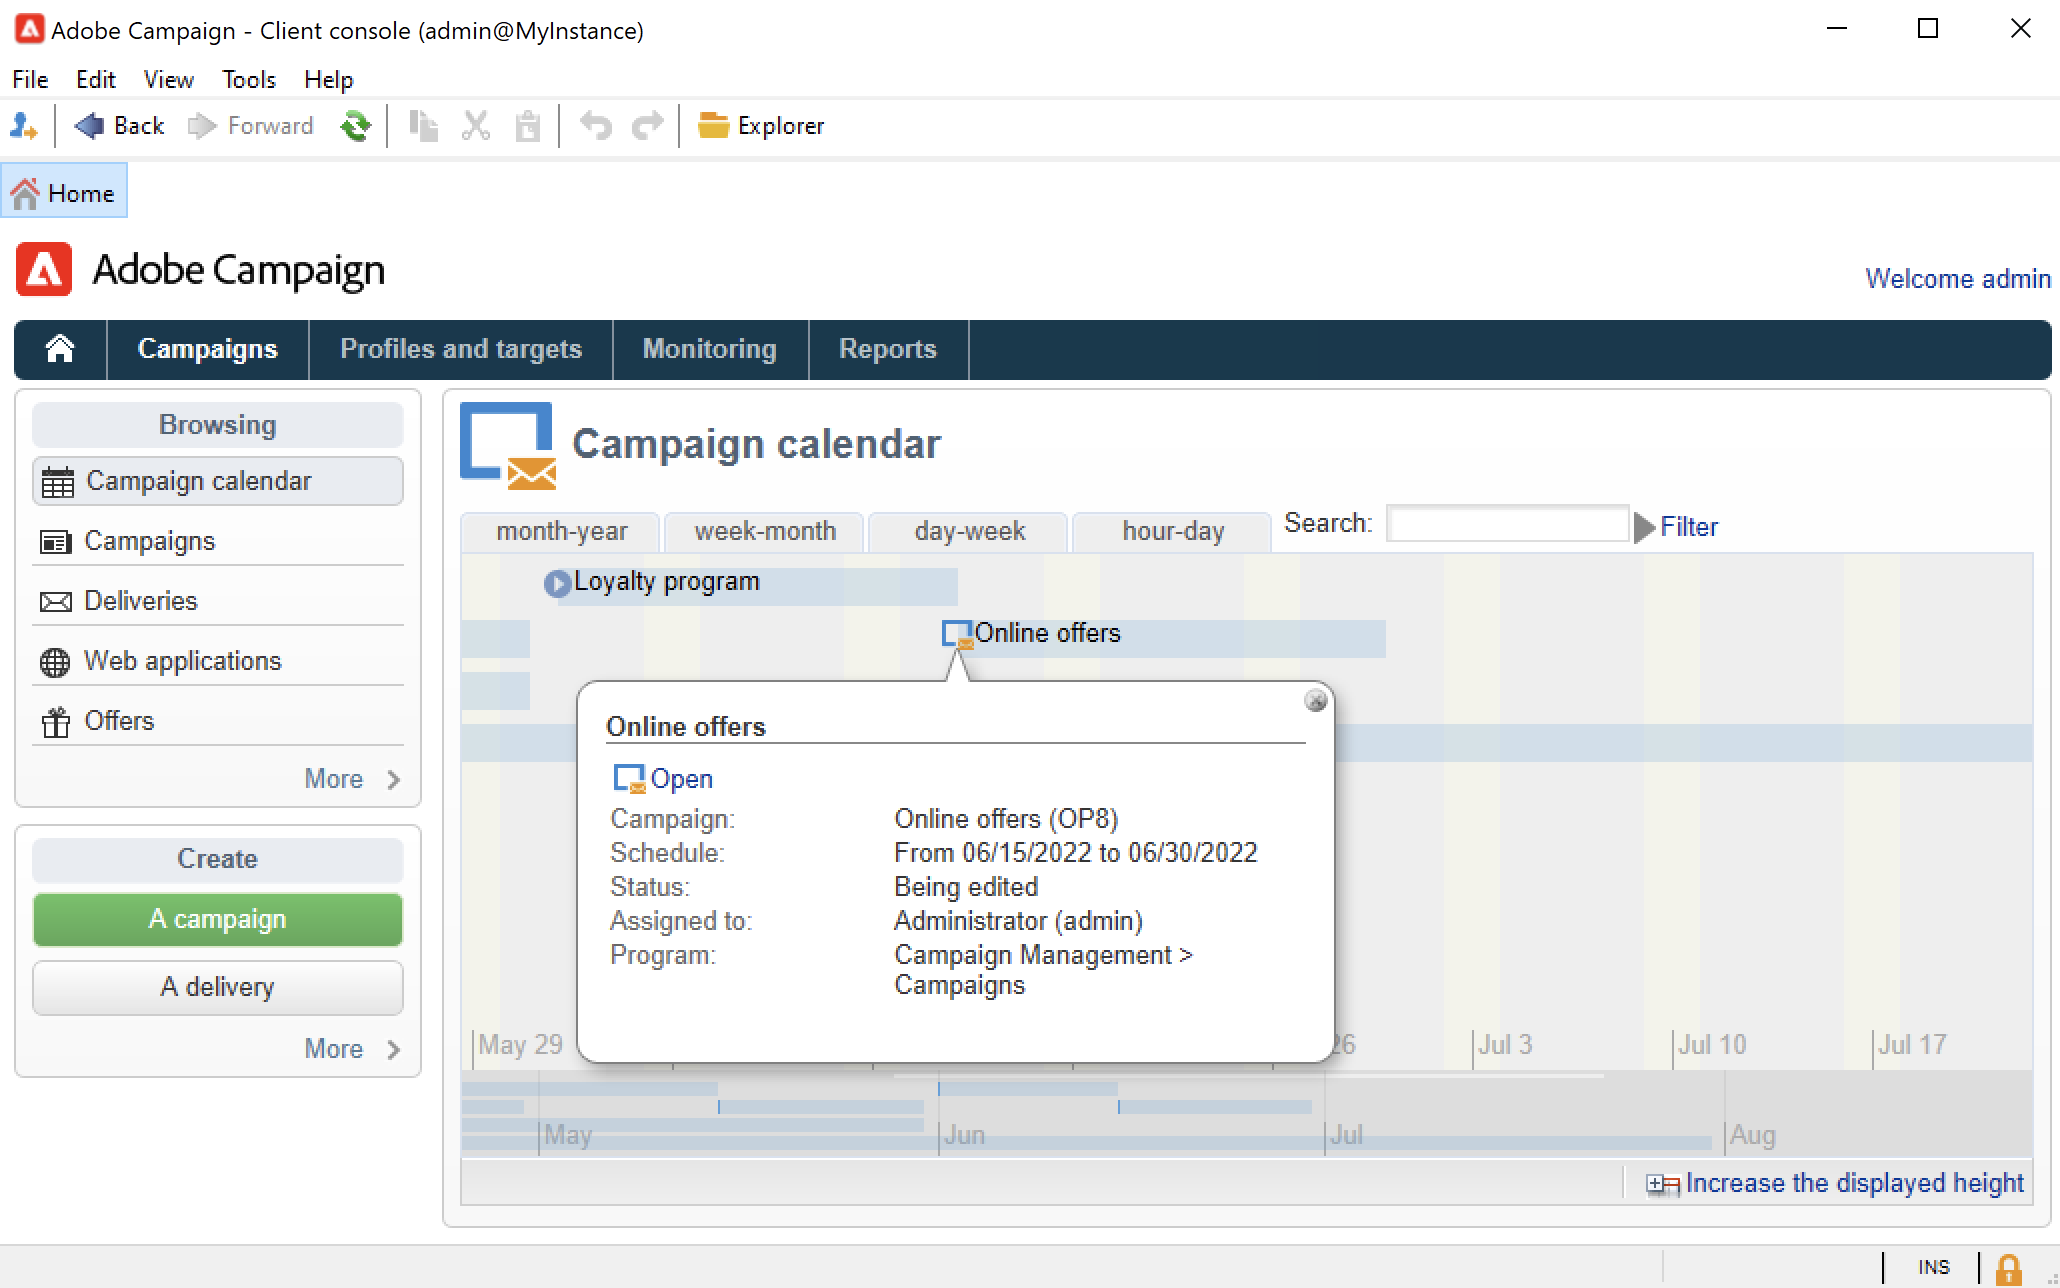 Adobe Campaign - Client console (admin@MyInstance)
File Edit View Tools Help
Back Forward Explorer
Home
Adobe Campaign
Welcome admin
Campaigns Profiles and targets Monitoring Reports
Browsing
Campaign calendar
Campaigns
Deliveries
Web applications
Offers
More
Create
A campaign
A delivery
More
Campaign calendar
month-year week-month day-week hour-day Search: Filter
Loyalty program
Online offers
Online offers
Open
Campaign: Online offers (OP8)
Schedule: From 06/15/2022 to 06/30/2022
Status: Being edited
Assigned to: Administrator (admin)
Program: Campaign Management >
Campaigns
May 29 26 Jul 3 Jul 10 Jul 17
May Jun Jul Aug
Increase the displayed height
INS